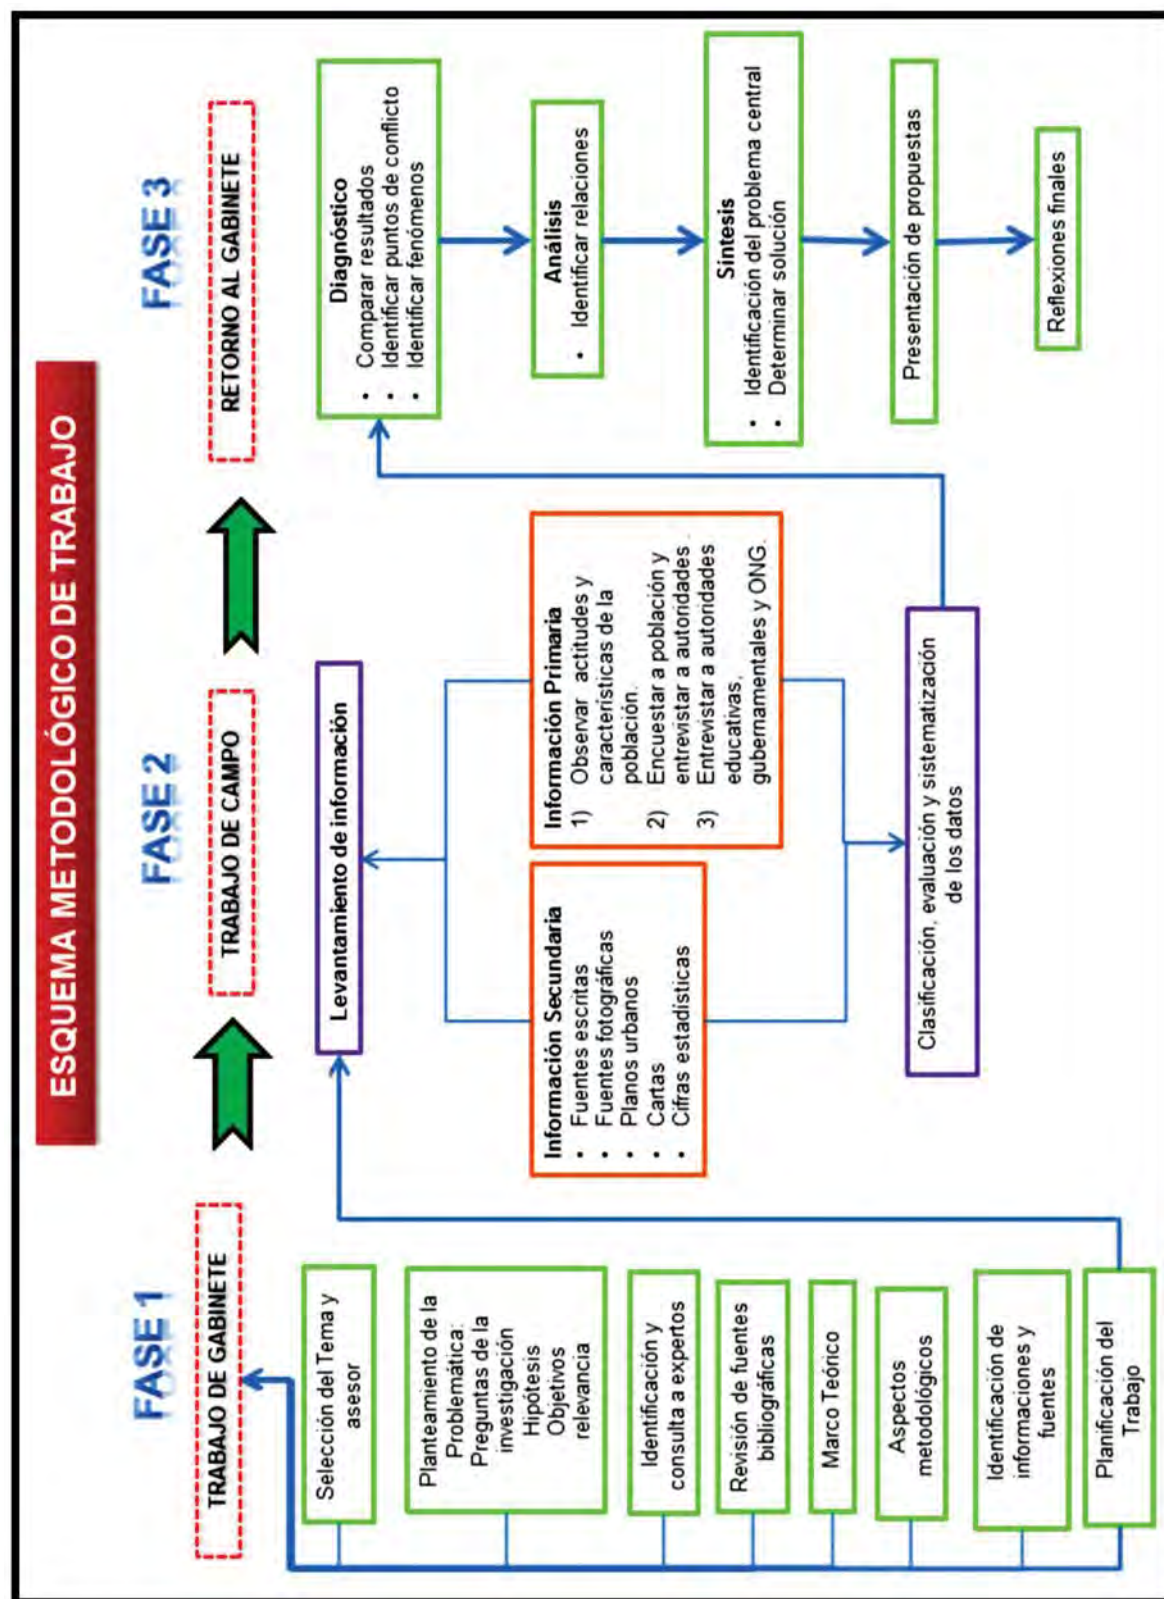 ESQUEMA METODOLÓGICO DE TRABAJO
FASE 1
TRABAJO DE GABINETE
Selección del Tema y
asesor
Planteamiento de la
Problemática:
Preguntas de la
investigación
Hipótesis
Objetivos
relevancia
Identificación y
consulta a expertos
Revisión de fuentes
bibliográficas
Marco Teórico
Aspectos
metodológicos
Identificación de
informaciones y
fuentes
Planificación del
Trabajo
FASE 2
TRABAJO DE CAMPO
Levantamiento de información
Información Secundaria
• Fuentes escritas
• Fuentes fotográficas
• Planos urbanos
• Cartas
• Cifras estadísticas
Información Primaria
1) Observar actitudes y
características de la
población.
2) Encuestar a población y
entrevistar a autoridades .
3) Entrevistar a autoridades
educativas,
gubernamentales y ONG.
Clasificación, evaluación y sistematización
de los datos
FASE 3
RETORNO AL GABINETE
Diagnóstico
• Comparar resultados
• Identificar puntos de conflicto
• Identificar fenómenos
Análisis
• Identificar relaciones
Síntesis
• Identificación del problema central
• Determinar solución
Presentación de propuestas
Reflexiones finales